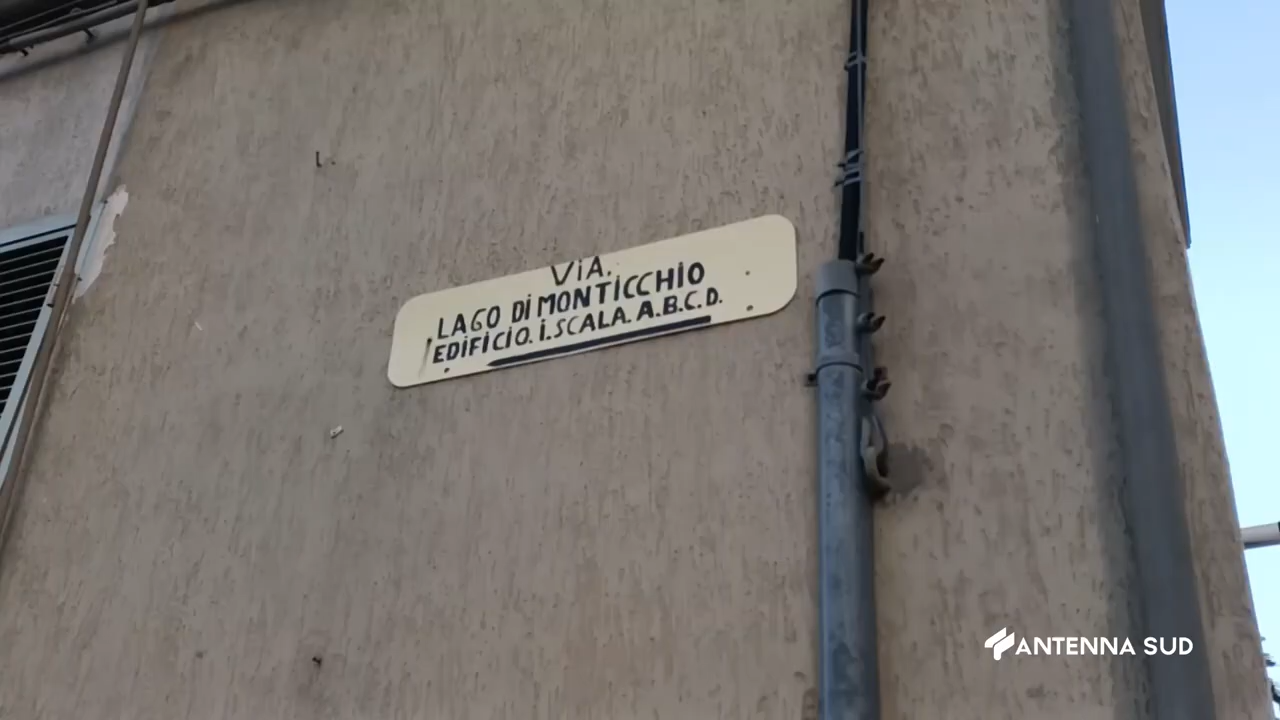 ViA.
LAGO Di MONTiCCHiO
EDiFiCiO. i. SCALA. A.B.C.D.
ANTENNA SUD